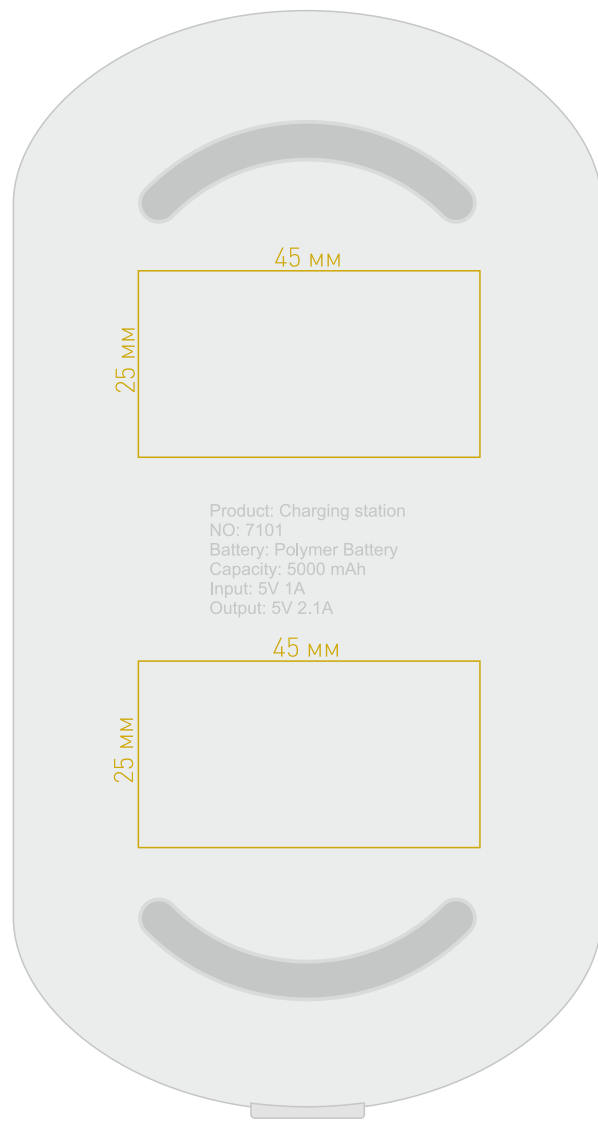 45 мм
25 мм
Product: Charging station
NO: 7101
Battery: Polymer Battery
Capacity: 5000 mAh
Input: 5V 1A
Output: 5V 2.1A
45 мм
25 мм